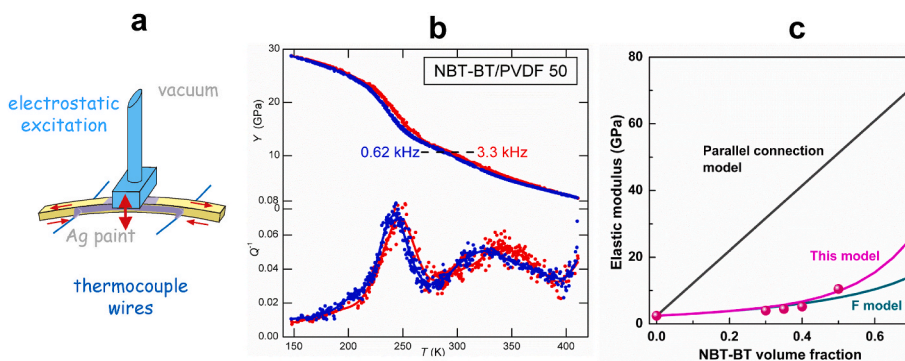 a
electrostatic
excitation
vacuum
Ag paint
thermocouple
wires
b
NBT-BT/PVDF 50
0.62 kHz
3.3 kHz
Y (GPa)
30
20
10
0
0.08
0.06
0.04
0.02
0.00
Q⁻¹
150
200
250
300
350
400
T (K)
c
Parallel connection
model
This model
F model
Elastic modulus (GPa)
80
60
40
20
0
0.0
0.2
0.4
0.6
NBT-BT volume fraction